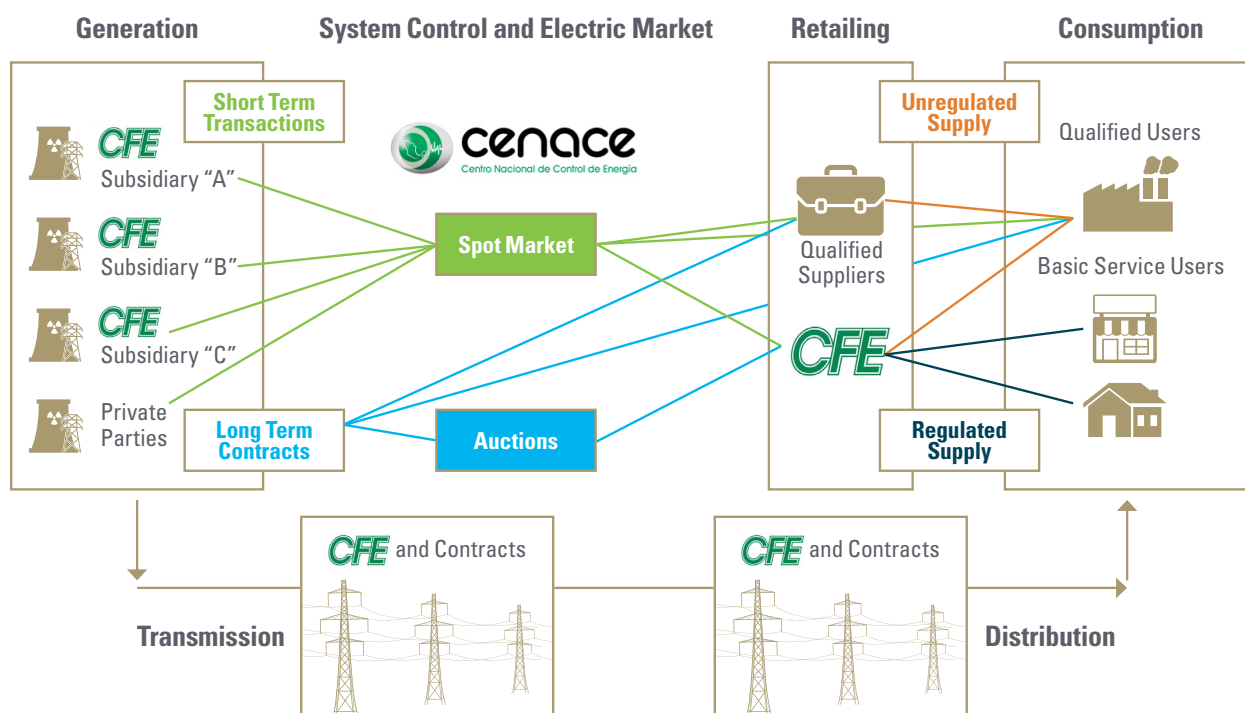 Generation
System Control and Electric Market
Retailing
Consumption
Short Term
Transactions
Unregulated
Supply
cenace
Centro Nacional de Control de Energía
CFE
Subsidiary “A”
CFE
Subsidiary “B”
CFE
Subsidiary “C”
Private
Parties
Spot Market
Qualified
Suppliers
Qualified Users
Basic Service Users
CFE
Long Term
Contracts
Auctions
Regulated
Supply
CFE and Contracts
CFE and Contracts
Transmission
Distribution